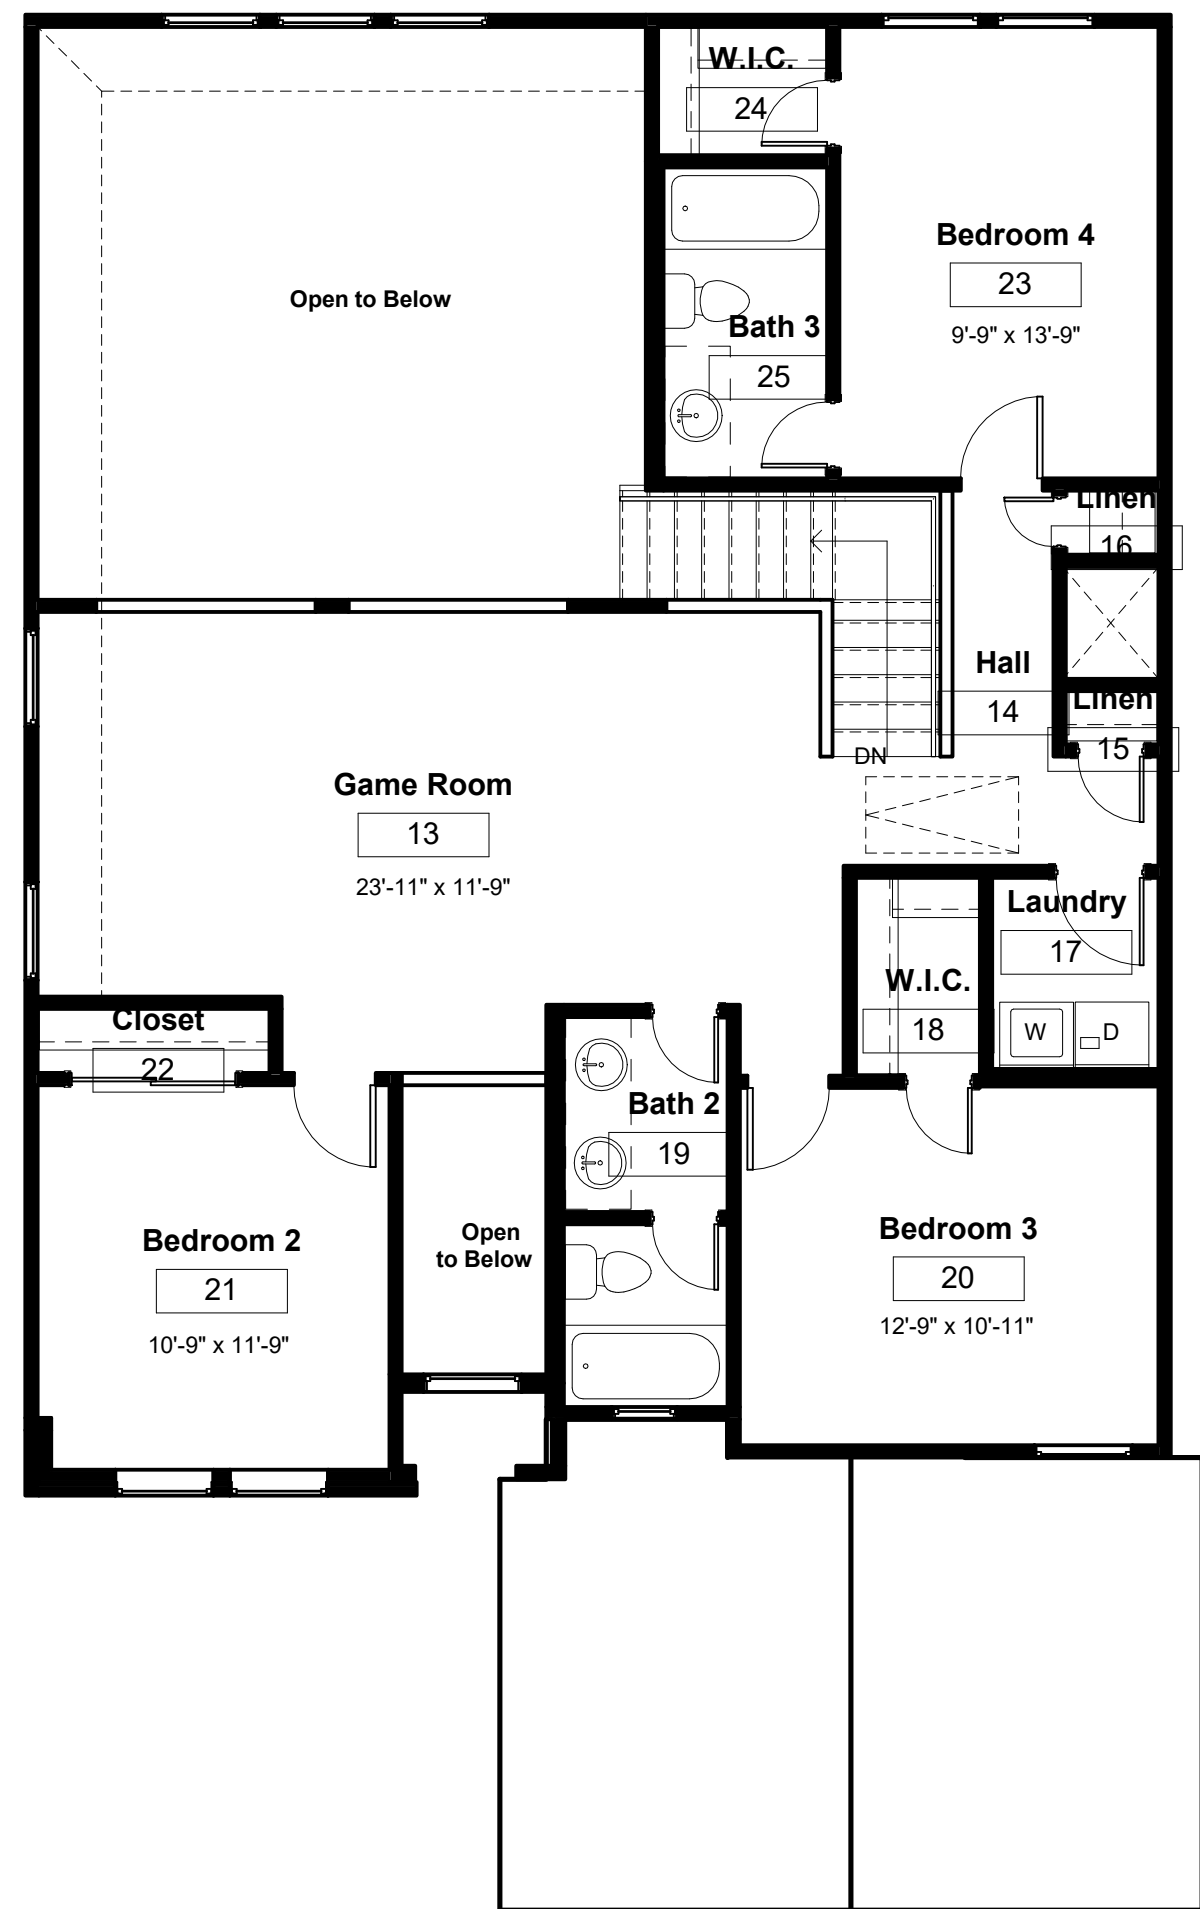 W.I.C.
24
Bedroom 4
23
9'-9" x 13'-9"
Open to Below
Bath 3
25
Linen
16
Hall
14
Linen
15
DN
Game Room
13
23'-11" x 11'-9"
Laundry
17
W.I.C.
18
W
D
Closet
22
Bath 2
19
Bedroom 2
21
10'-9" x 11'-9"
Open
to Below
Bedroom 3
20
12'-9" x 10'-11"